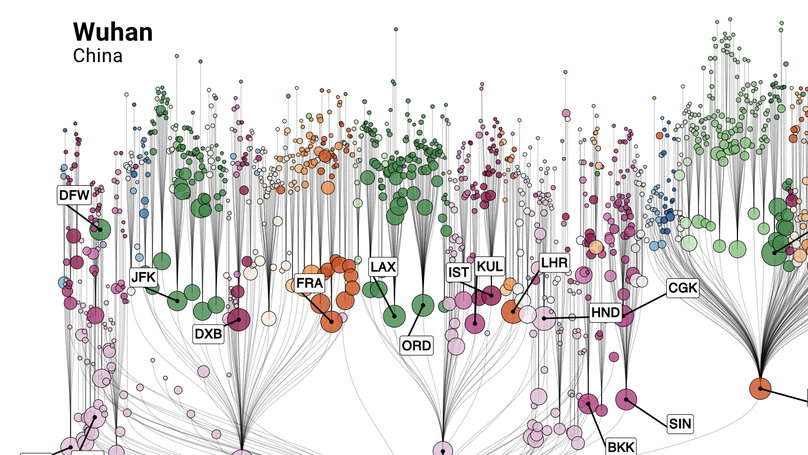 Wuhan
China
DFW
JFK
FRA
LAX
IST
KUL
LHR
CGK
DXB
HND
ORD
SIN
BKK